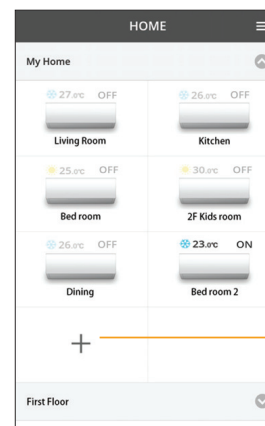 HOME
My Home
27.0℃ OFF
26.0℃ OFF
Living Room
Kitchen
25.0℃ OFF
30.0℃ OFF
Bed room
2F Kids room
26.0℃ OFF
23.0℃ ON
Dining
Bed room 2
+
First Floor